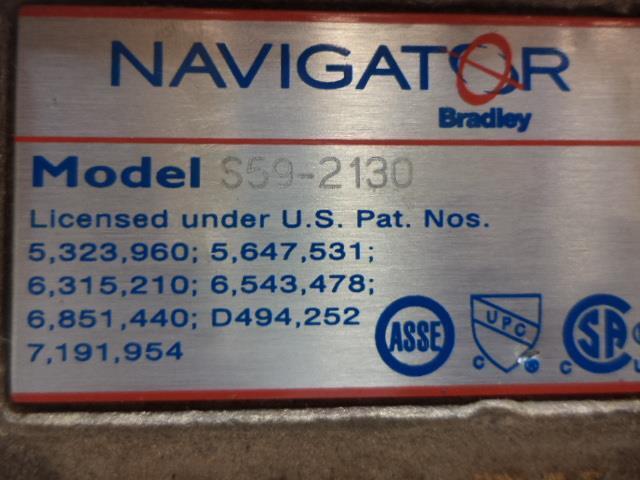 NAVIGATOR
Bradley
Model S59-2130
Licensed under U.S. Pat. Nos.
5,323,960; 5,647,531;
6,315,210; 6,543,478;
6,851,440; D494,252
7,191,954
ASSE
UPC
C
SA
C